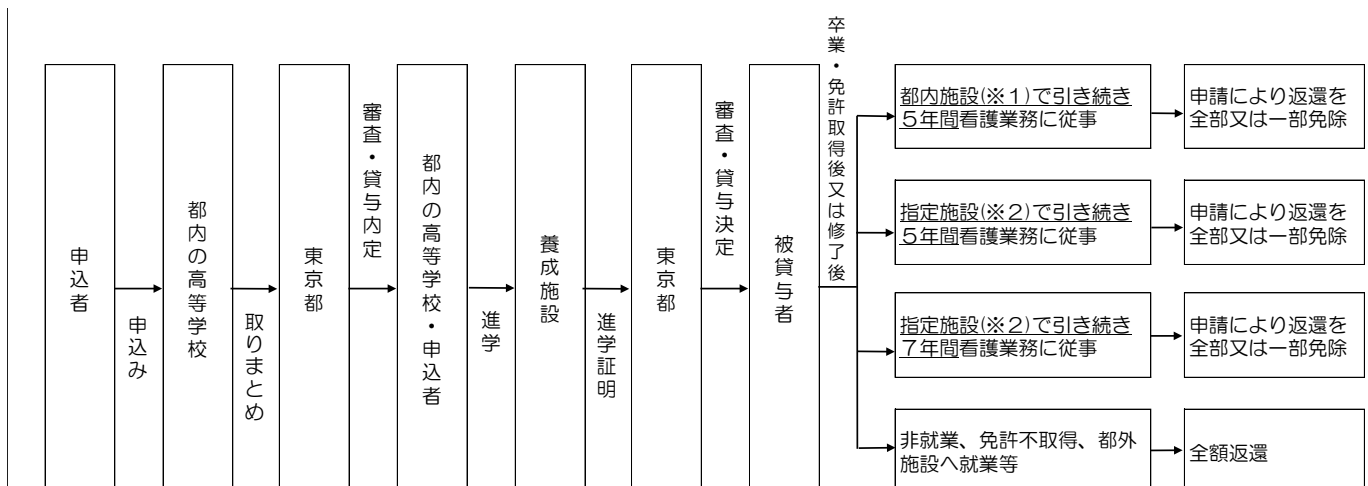 申込者
申込み
都内の高等学校
取りまとめ
東京都
審査・貸与内定
都内の高等学校・申込者
進学
養成施設
進学証明
東京都
審査・貸与決定
被貸与者
卒業・免許取得後又は修了後
都内施設(※1)で引き続き
5年間看護業務に従事
申請により返還を
全部又は一部免除
指定施設(※2)で引き続き
5年間看護業務に従事
申請により返還を
全部又は一部免除
指定施設(※2)で引き続き
7年間看護業務に従事
申請により返還を
全部又は一部免除
非就業、免許不取得、都外
施設へ就業等
全額返還